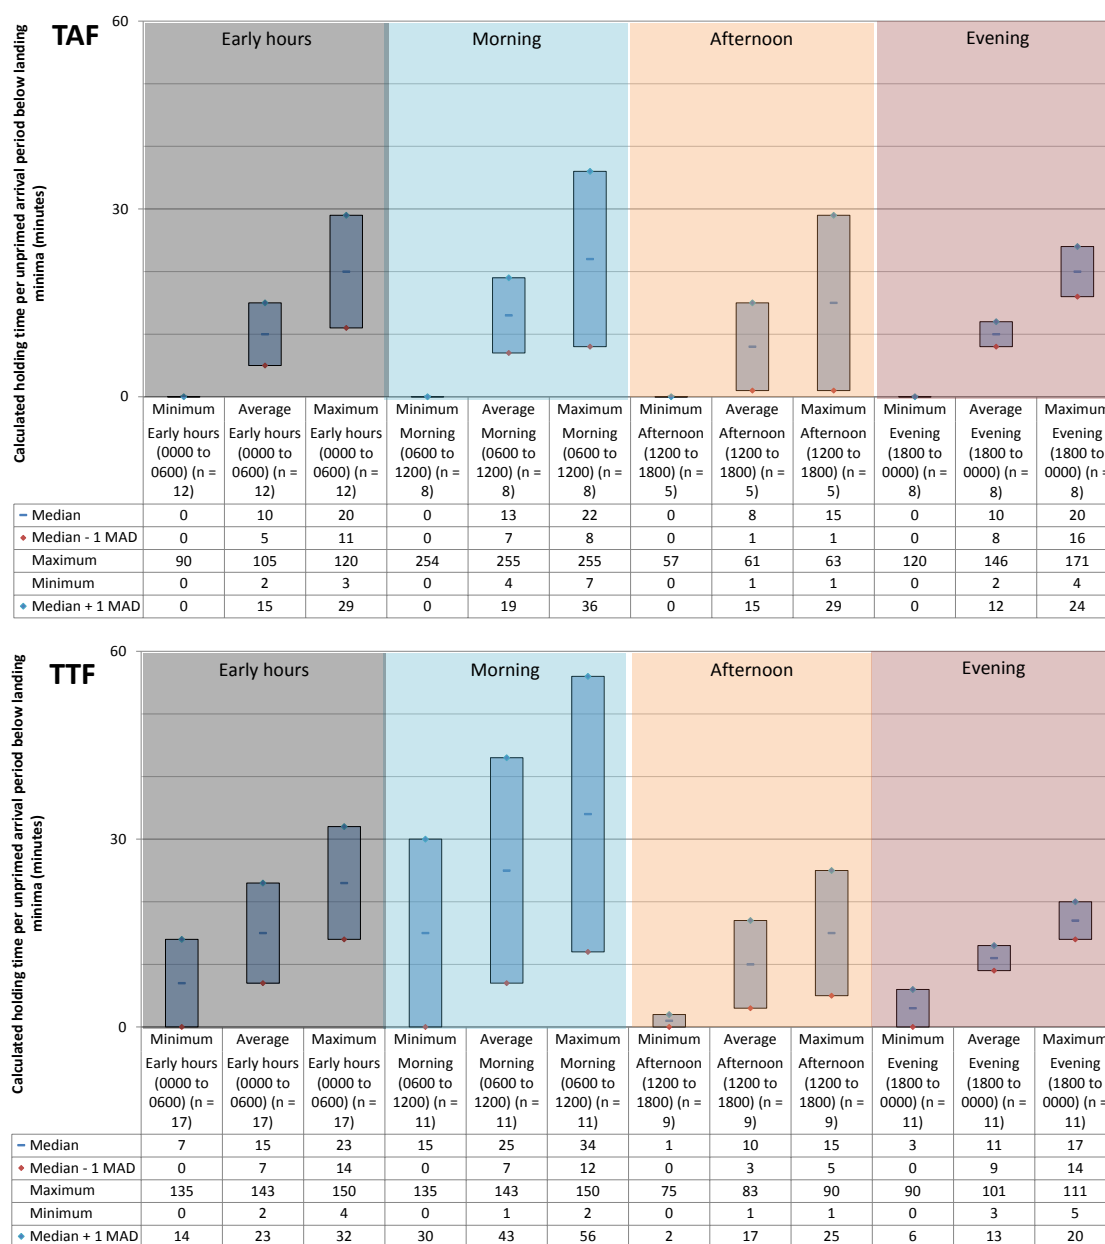 TAF
Calculated holding time per unprimed arrival period below landing
minima (minutes)
60
30
0
Early hours Morning Afternoon Evening
Minimum Average Maximum Minimum Average Maximum Minimum Average Maximum Minimum Average Maximum
Early hours Early hours Early hours Morning Morning Morning Afternoon Afternoon Afternoon Evening Evening Evening
(0000 to (0000 to (0000 to (0600 to (0600 to (0600 to (1200 to (1200 to (1200 to (1800 to (1800 to (1800 to
0600) (n = 0600) (n = 0600) (n = 1200) (n = 1200) (n = 1200) (n = 1800) (n = 1800) (n = 1800) (n = 0000) (n = 0000) (n = 0000) (n =
12) 12) 12) 8) 8) 8) 5) 5) 5) 8) 8) 8)
Median 0 10 20 0 13 22 0 8 15 0 10 20
Median - 1 MAD 0 5 11 0 7 8 0 1 1 0 8 16
Maximum 90 105 120 254 255 255 57 61 63 120 146 171
Minimum 0 2 3 0 4 7 0 1 1 0 2 4
Median + 1 MAD 0 15 29 0 19 36 0 15 29 0 12 24
TTF
Calculated holding time per unprimed arrival period below landing
minima (minutes)
60
30
0
Early hours Morning Afternoon Evening
Minimum Average Maximum Minimum Average Maximum Minimum Average Maximum Minimum Average Maximum
Early hours Early hours Early hours Morning Morning Morning Afternoon Afternoon Afternoon Evening Evening Evening
(0000 to (0000 to (0000 to (0600 to (0600 to (0600 to (1200 to (1200 to (1200 to (1800 to (1800 to (1800 to
0600) (n = 0600) (n = 0600) (n = 1200) (n = 1200) (n = 1200) (n = 1800) (n = 1800) (n = 1800) (n = 0000) (n = 0000) (n = 0000) (n =
17) 17) 17) 11) 11) 11) 9) 9) 9) 11) 11) 11)
Median 7 15 23 15 25 34 1 10 15 3 11 17
Median - 1 MAD 0 7 14 0 7 12 0 3 5 0 9 14
Maximum 135 143 150 135 143 150 75 83 90 90 101 111
Minimum 0 2 4 0 1 2 0 1 1 0 3 5
Median + 1 MAD 14 23 32 30 43 56 2 17 25 6 13 20